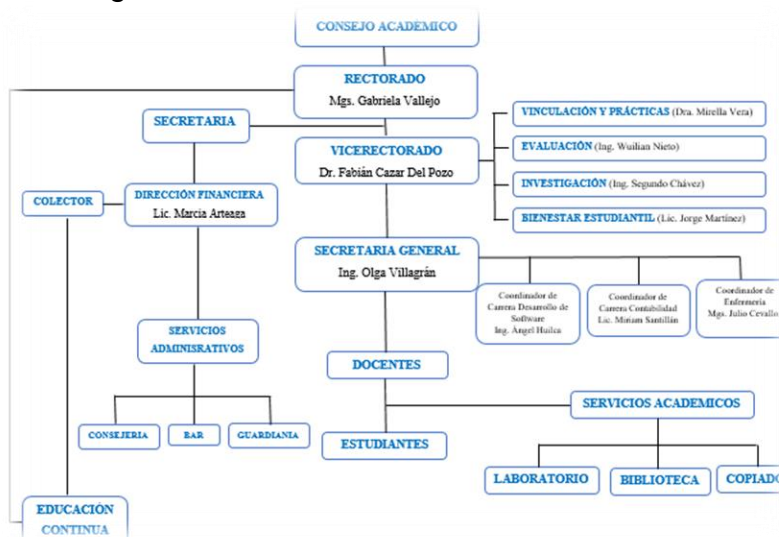 CONSEJO ACADÉMICO
RECTORADO
Mgs. Gabriela Vallejo
SECRETARIA
VICERECTORADO
Dr. Fabián Cazar Del Pozo
VINCULACIÓN Y PRÁCTICAS (Dra. Mirella Vera)
EVALUACIÓN (Ing. Wuilian Nieto)
INVESTIGACIÓN (Ing. Segundo Chávez)
BIENESTAR ESTUDIANTIL (Lic. Jorge Martínez)
COLECTOR
DIRECCIÓN FINANCIERA
Lic. Marcia Arteaga
SECRETARIA GENERAL
Ing. Olga Villagrán
Coordinador de
Carrera Desarrollo de
Software
Ing. Ángel Huilca
Coordinador de
Carrera Contabilidad
Lic. Miriam Santillán
Coordinador de
Enfermería
Mgs. Julio Cevallo
SERVICIOS
ADMINISRATIVOS
DOCENTES
SERVICIOS ACADEMICOS
CONSEJERIA
BAR
GUARDIANIA
ESTUDIANTES
LABORATORIO
BIBLIOTECA
COPIADO
EDUCACIÓN
CONTINUA